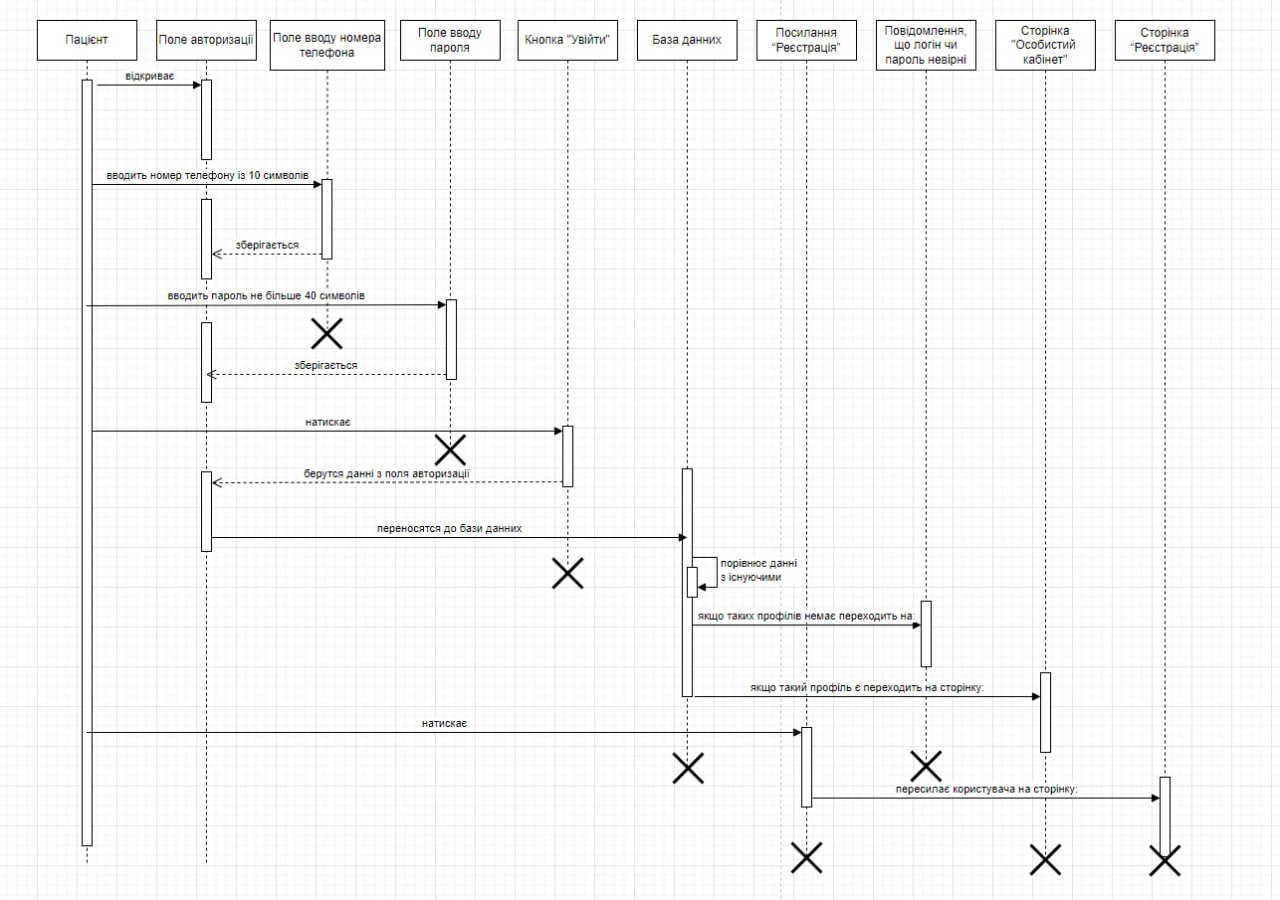 Пацієнт
Поле авторизації
Поле вводу номера
телефона
Поле вводу
пароля
Кнопка "Увійти"
База данних
Посилання
“Реєстрація”
Повідомлення,
що логін чи
пароль невірні
Сторінка
"Особистий
кабінет"
Сторінка
“Реєстрація”
відкриває
вводить номер телефону із 10 символів
зберігається
вводить пароль не більше 40 символів
зберігається
натискає
берутся данні з поля авторизації
переносятся до бази данних
порівнює данні
з існуючими
якщо таких профілів немає переходить на:
якщо такий профіль є переходить на сторінку:
натискає
пересилає користувача на сторінку: